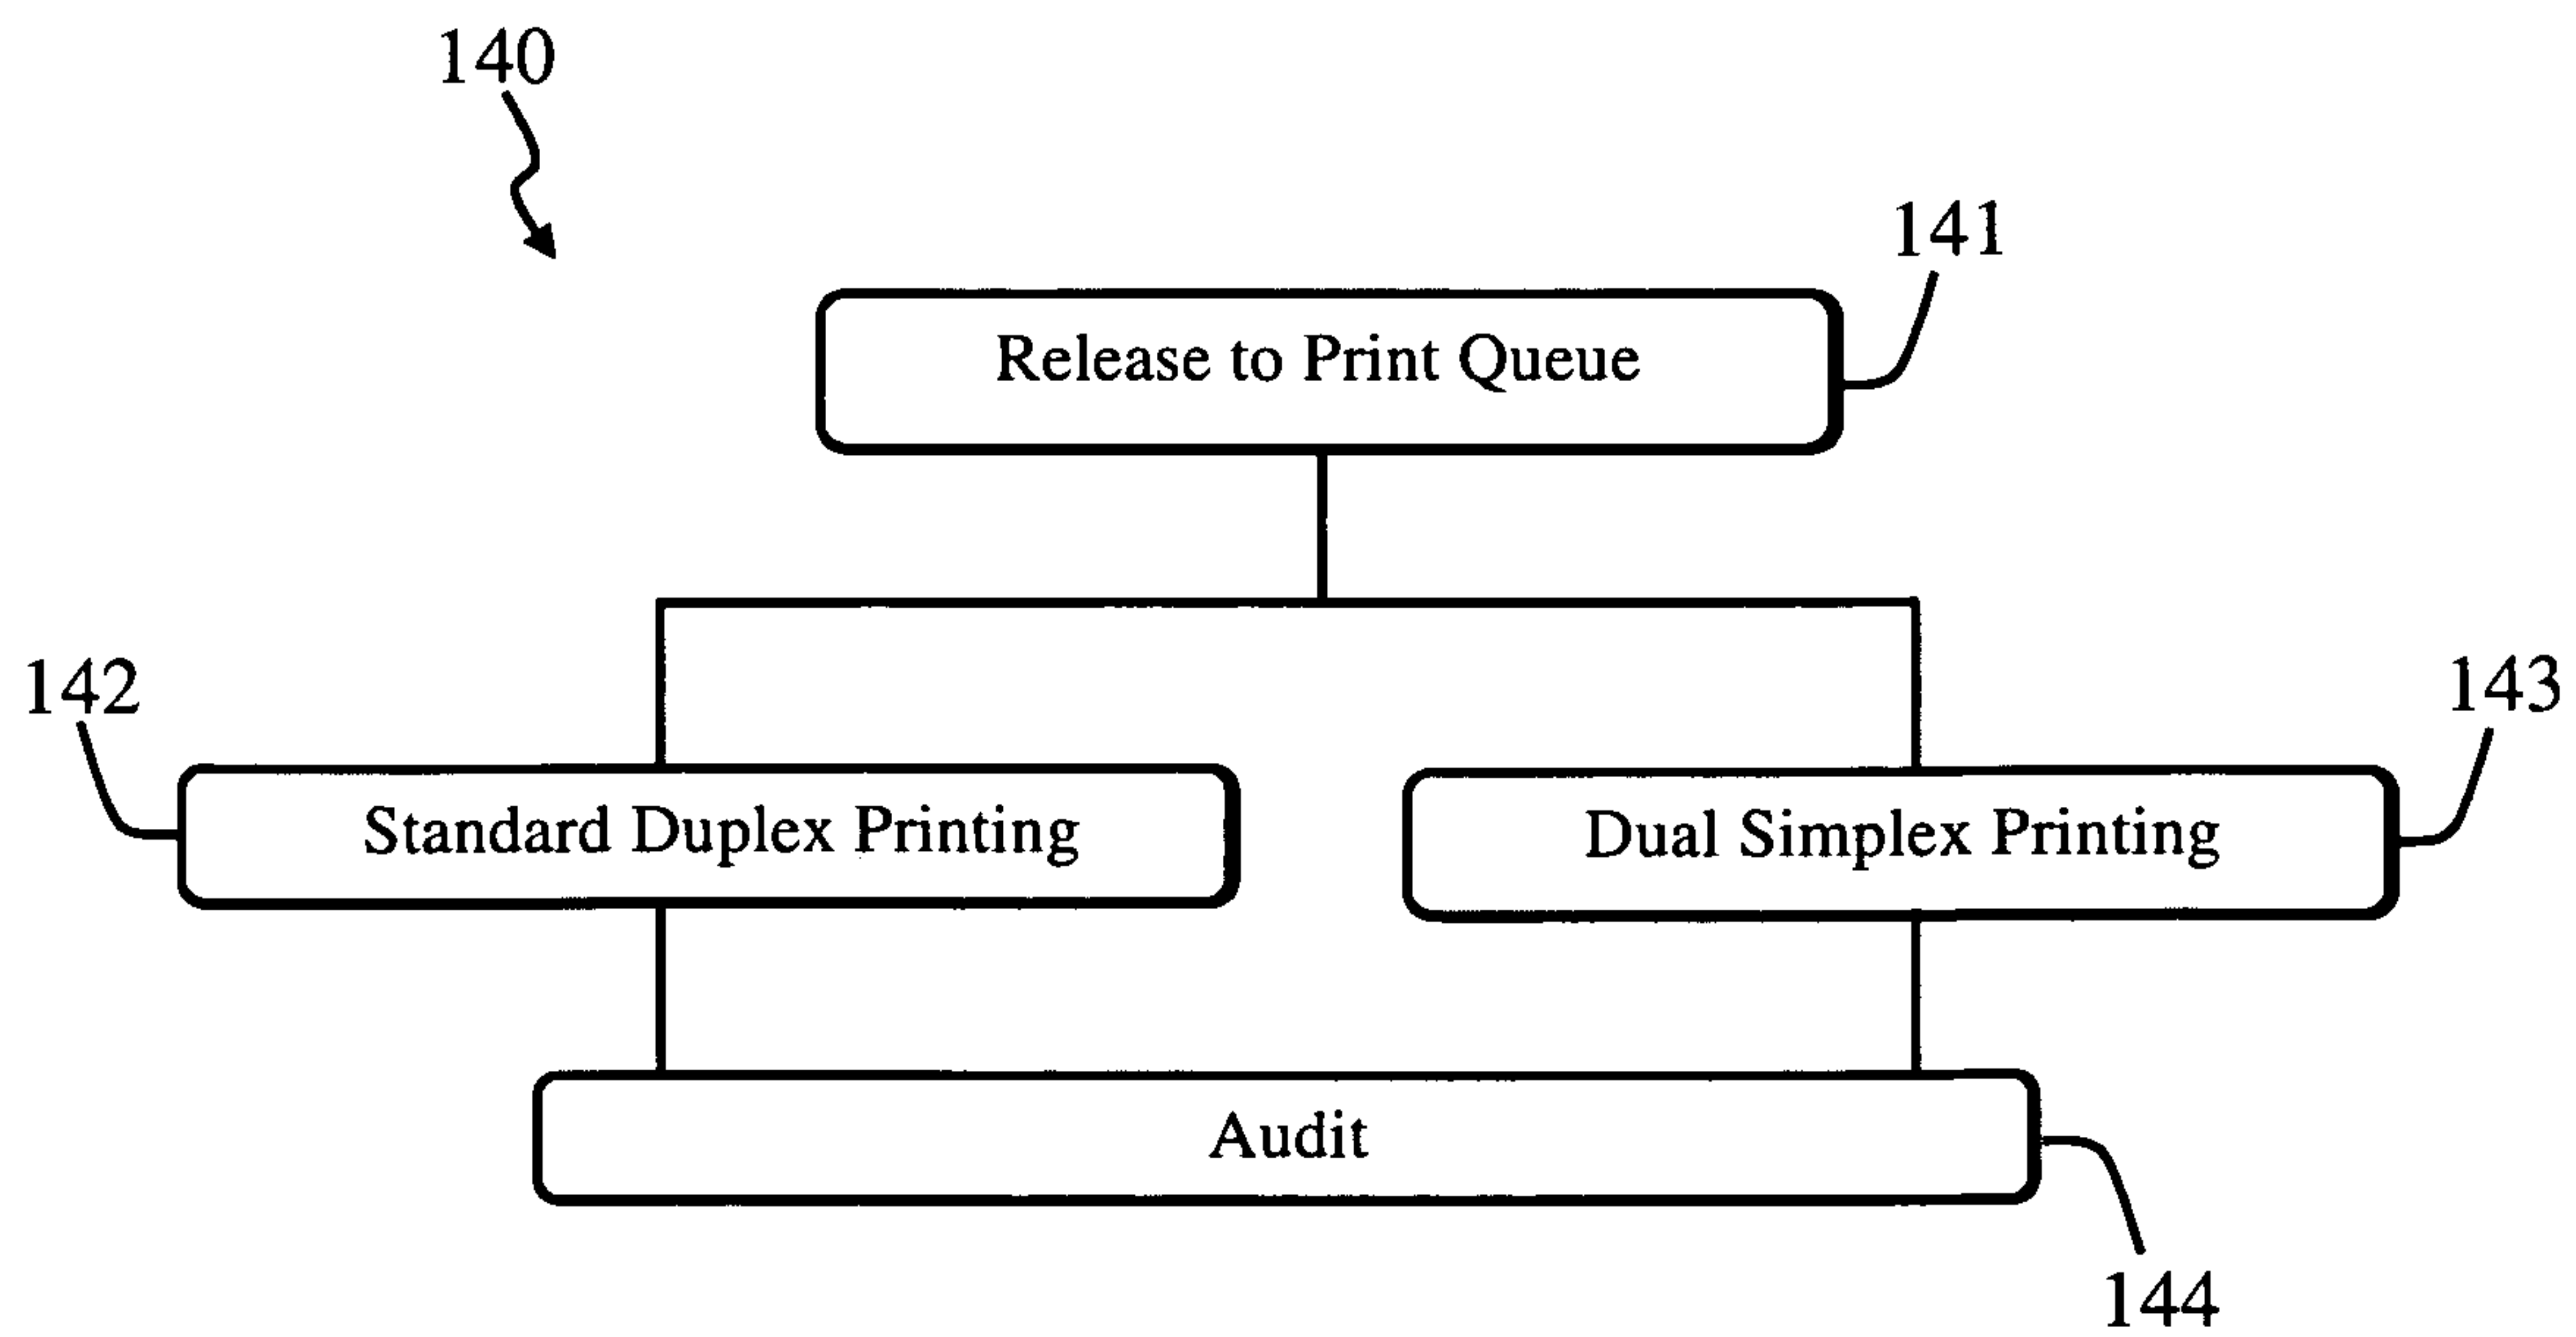 140
141
Release to Print Queue
142
143
Standard Duplex Printing
Dual Simplex Printing
Audit
144